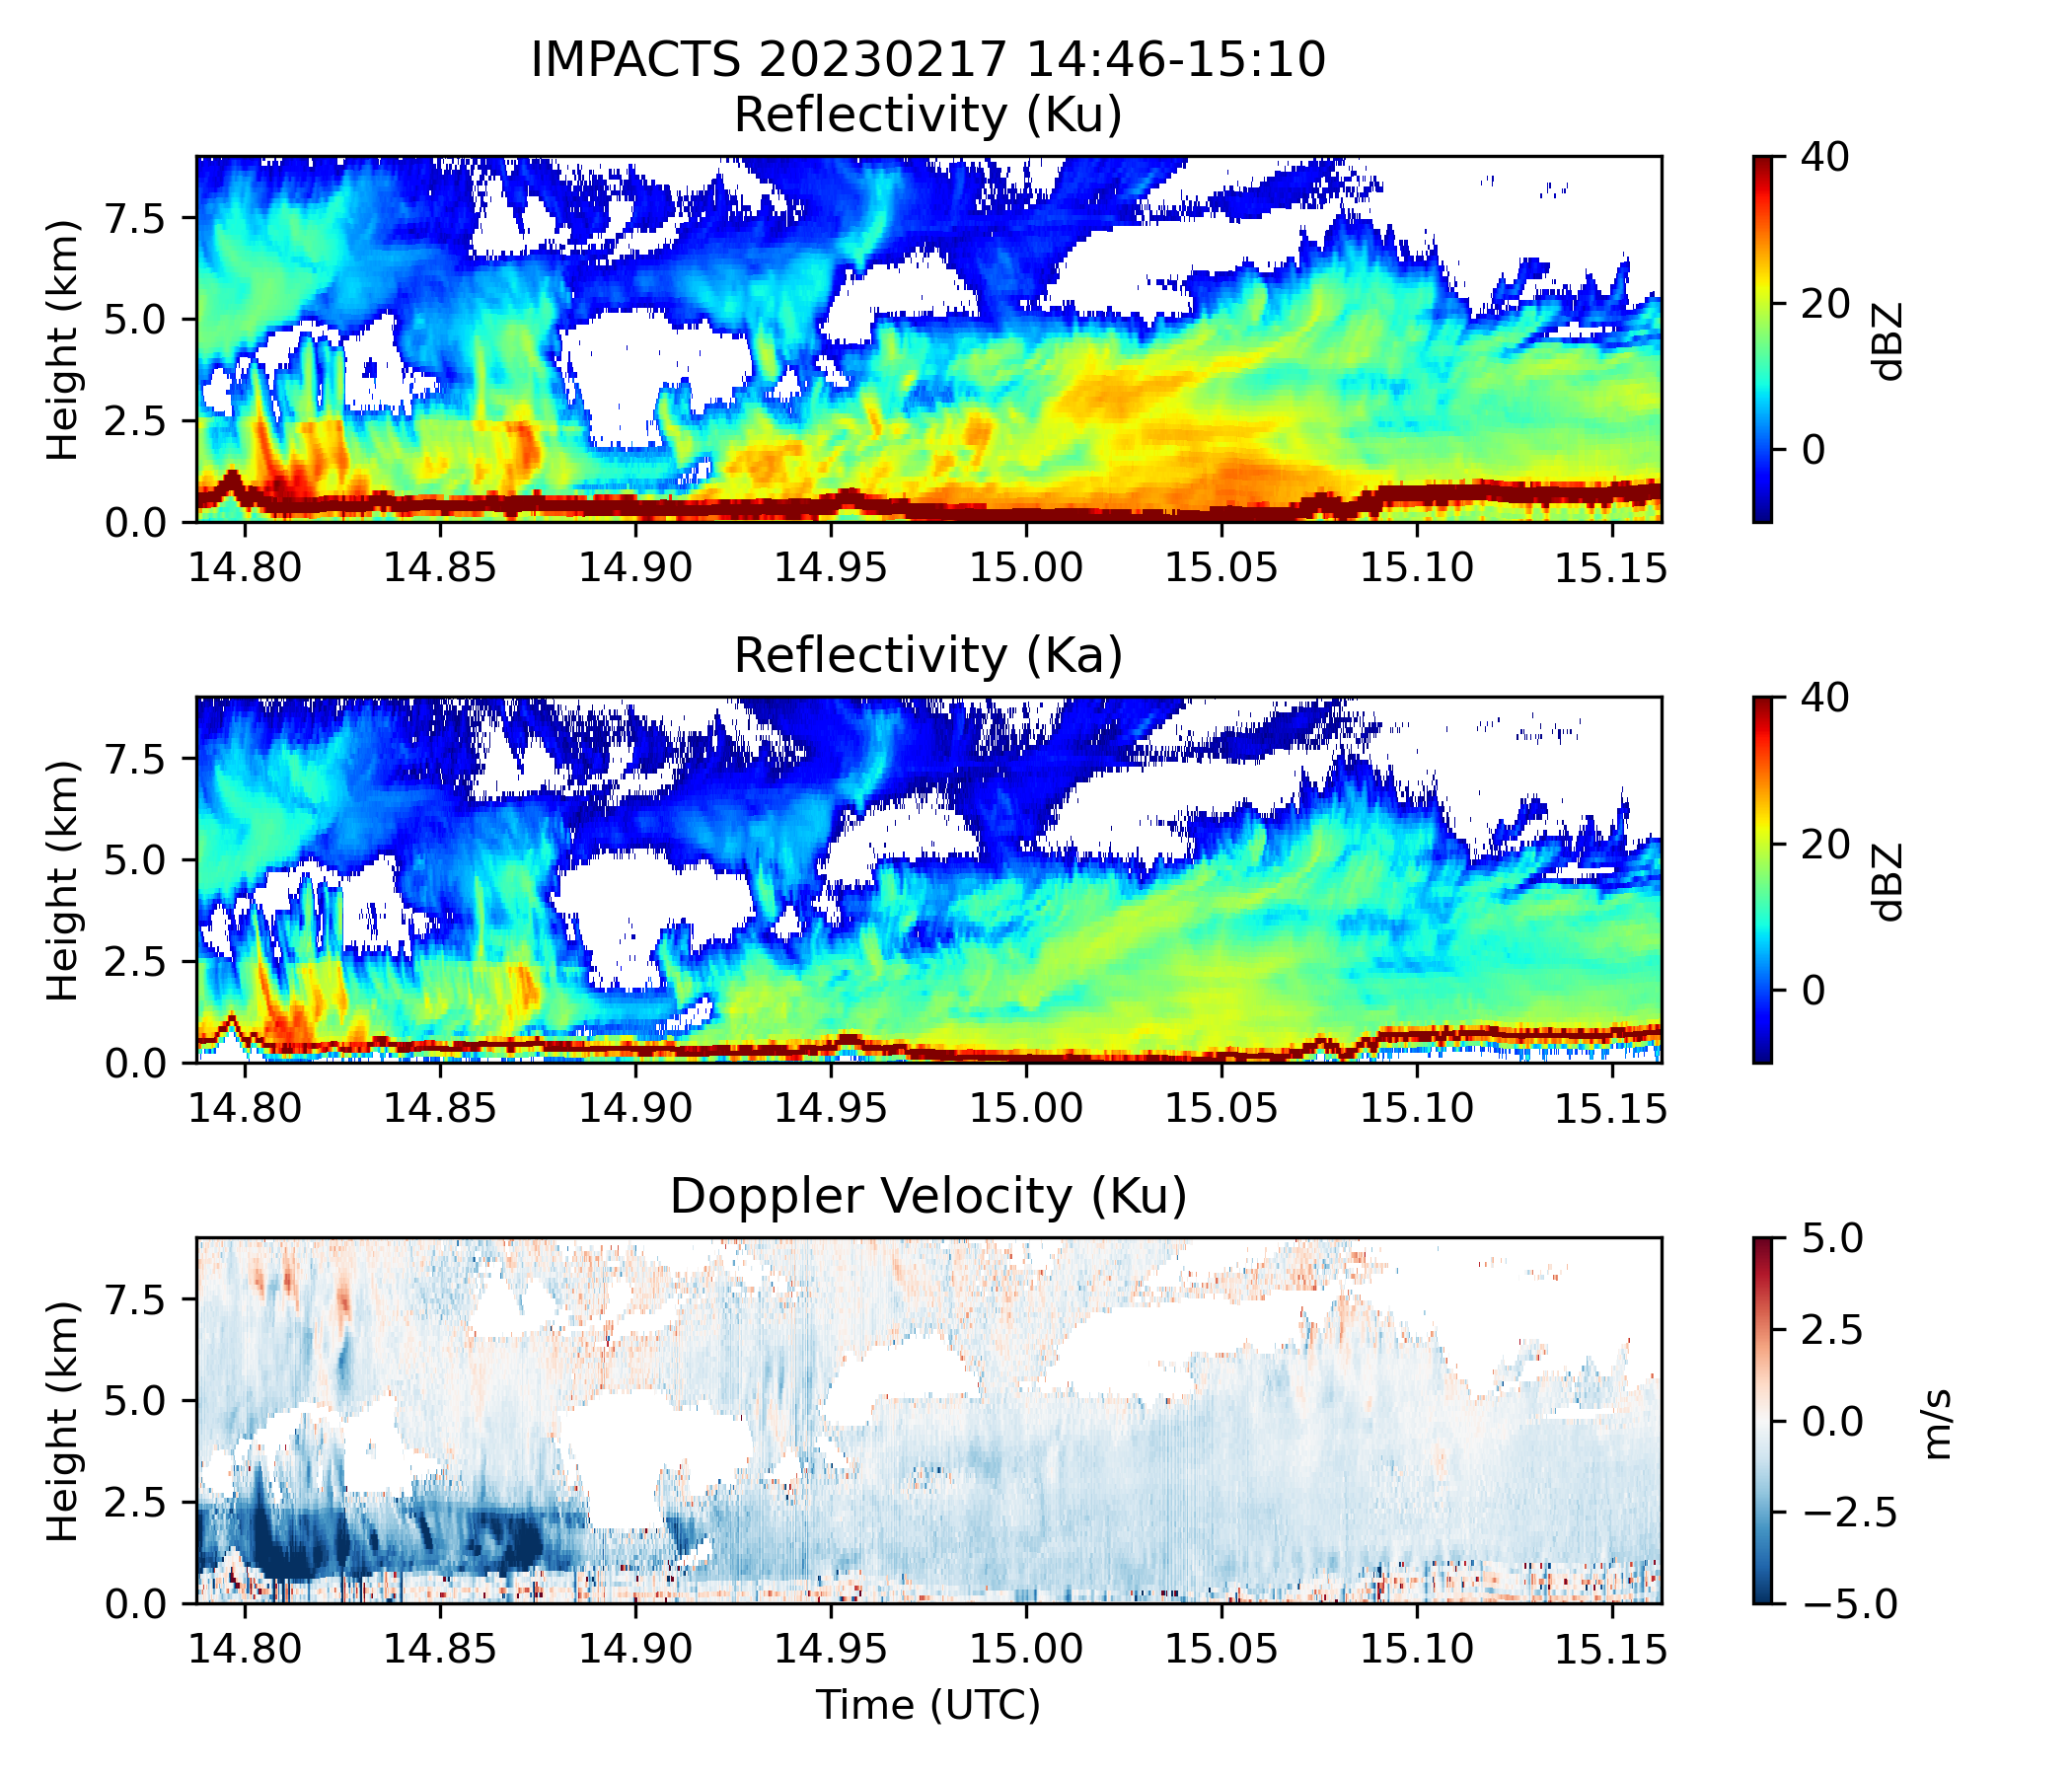 IMPACTS 20230217 14:46-15:10
Reflectivity (Ku)
Height (km)
7.5
5.0
2.5
0.0
14.80 14.85 14.90 14.95 15.00 15.05 15.10 15.15
40
20
0
dBZ
Reflectivity (Ka)
Height (km)
7.5
5.0
2.5
0.0
14.80 14.85 14.90 14.95 15.00 15.05 15.10 15.15
40
20
0
dBZ
Doppler Velocity (Ku)
Height (km)
7.5
5.0
2.5
0.0
14.80 14.85 14.90 14.95 15.00 15.05 15.10 15.15
Time (UTC)
5.0
2.5
0.0
−2.5
−5.0
m/s